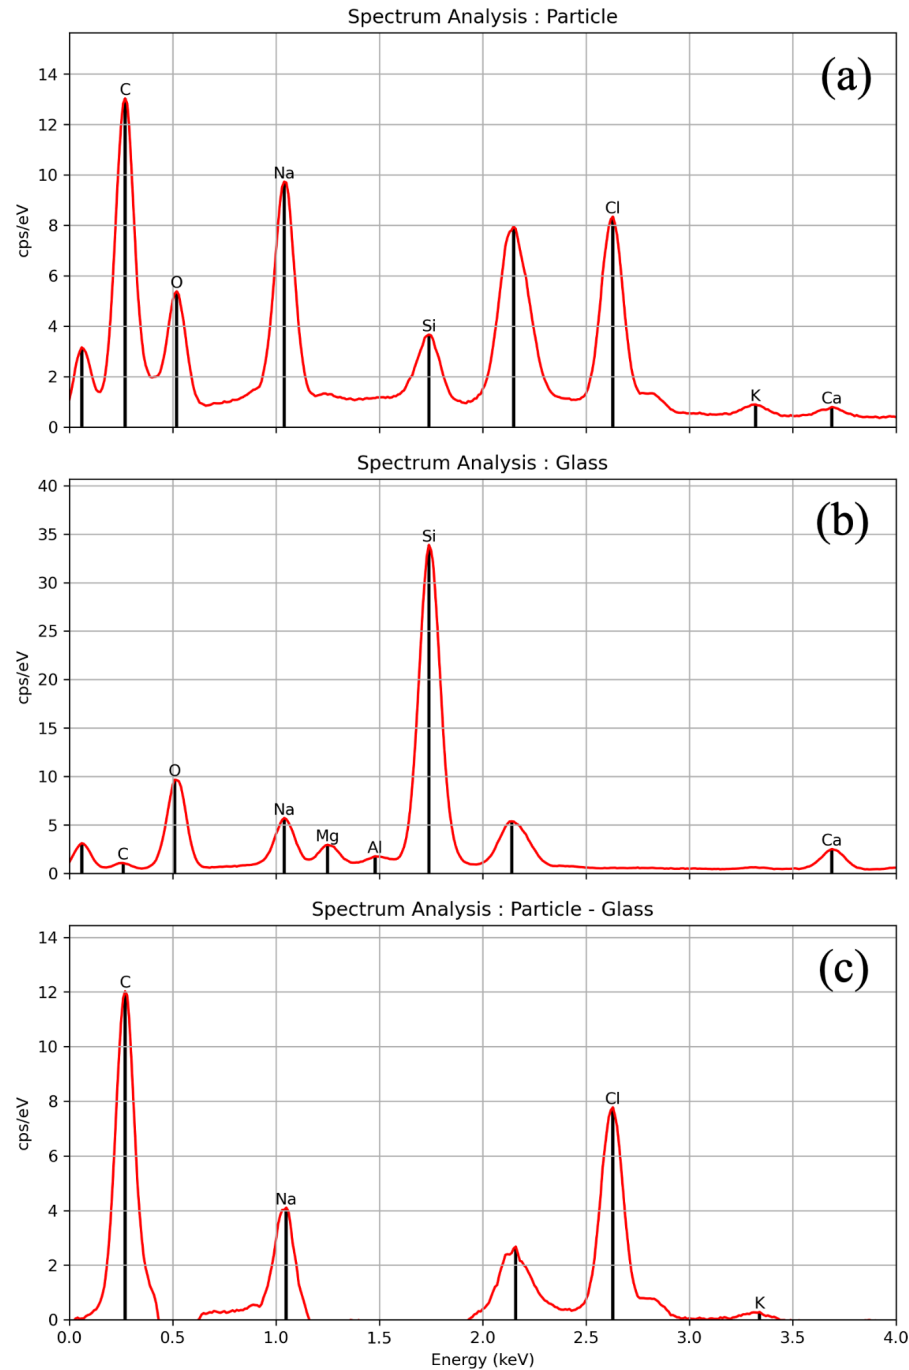 Spectrum Analysis : Particle
(a)
14
12
10
8
6
4
2
0
cps/eV
C
O
Na
Si
Cl
K
Ca
Spectrum Analysis : Glass
(b)
40
35
30
25
20
15
10
5
0
cps/eV
C
O
Na
Mg
Al
Si
Ca
Spectrum Analysis : Particle - Glass
(c)
14
12
10
8
6
4
2
0
cps/eV
C
Na
Cl
K
0.0 0.5 1.0 1.5 2.0 2.5 3.0 3.5 4.0
Energy (keV)